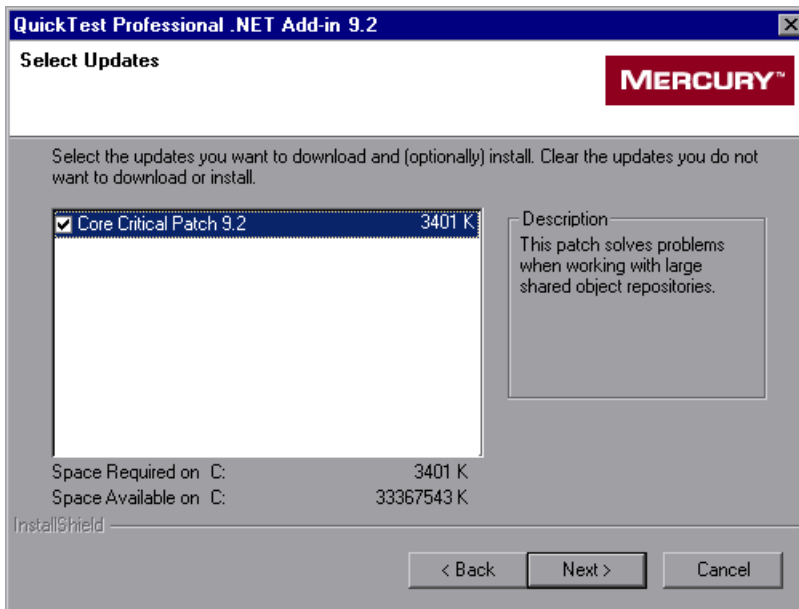 QuickTest Professional .NET Add-in 9.2
Select Updates
MERCURY™
Select the updates you want to download and (optionally) install. Clear the updates you do not
want to download or install.
Core Critical Patch 9.2 3401 K
Description
This patch solves problems
when working with large
shared object repositories.
Space Required on C: 3401 K
Space Available on C: 33367543 K
InstallShield
< Back Next > Cancel